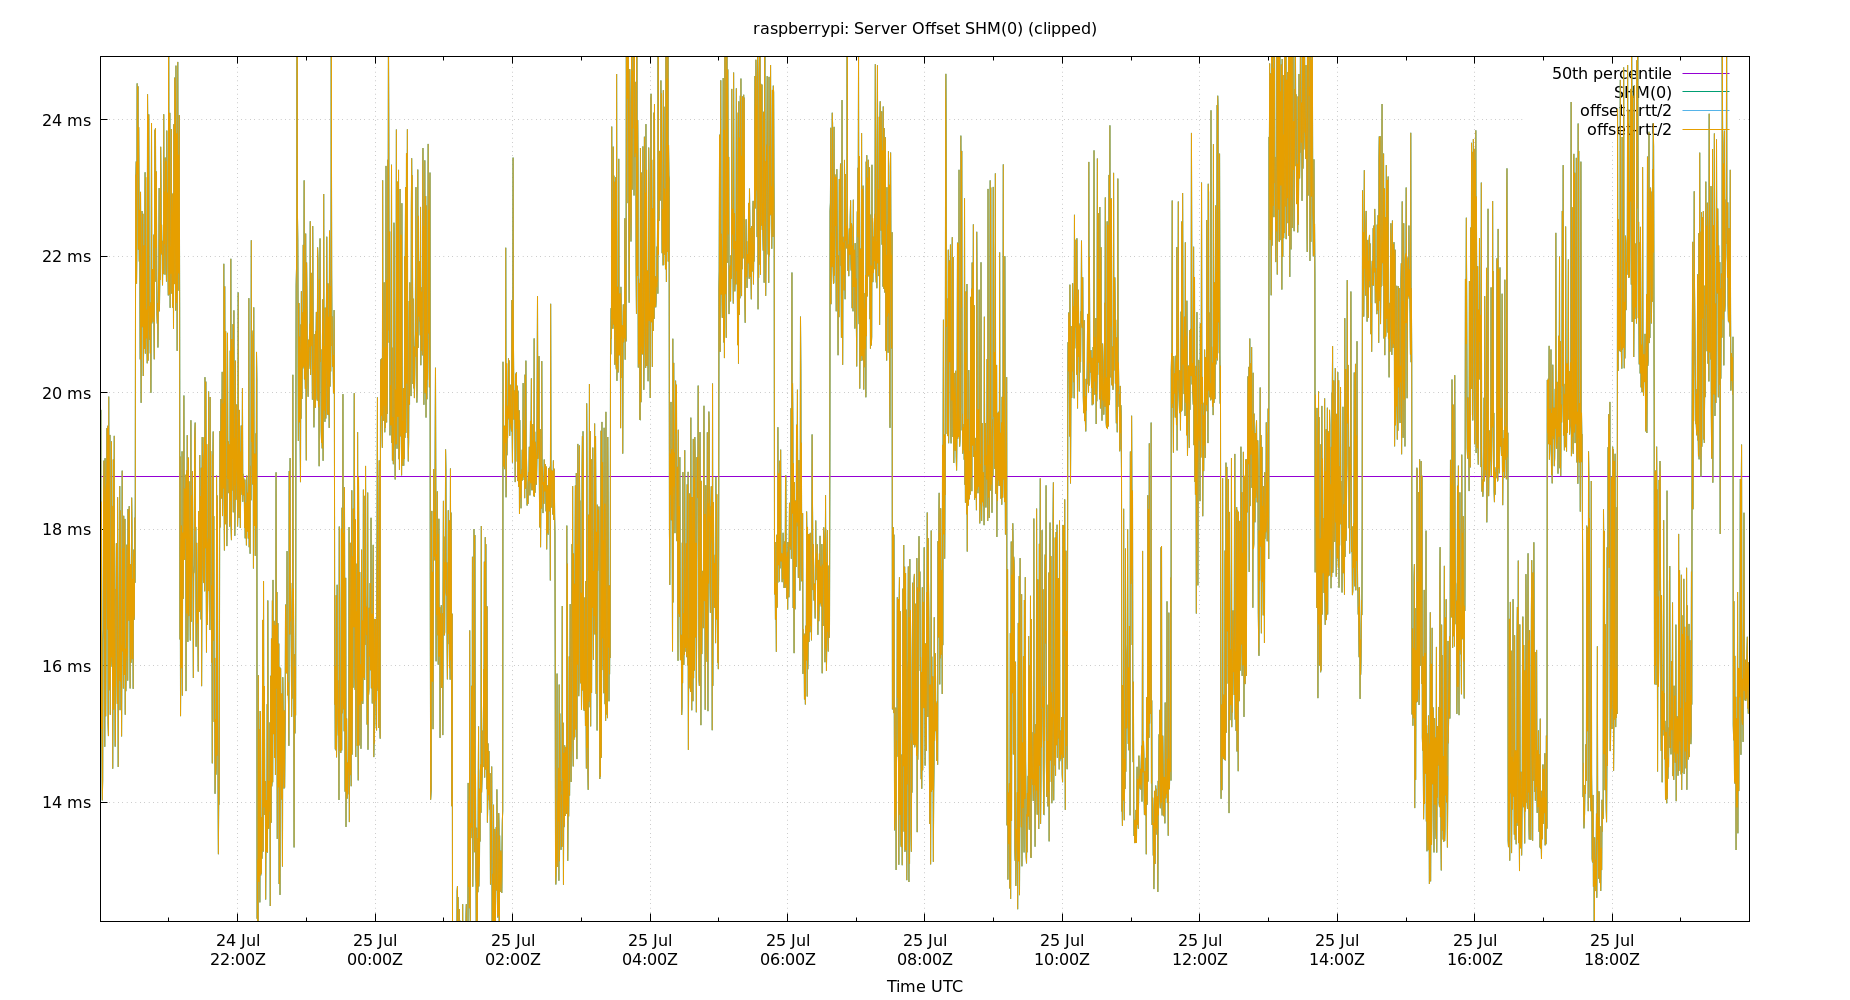 raspberrypi: Server Offset SHM(0) (clipped)
50th percentile
SHM(0)
offset+rtt/2
offset-rtt/2
24 ms
22 ms
20 ms
18 ms
16 ms
14 ms
24 Jul
22:00Z
25 Jul
00:00Z
25 Jul
02:00Z
25 Jul
04:00Z
25 Jul
06:00Z
25 Jul
08:00Z
25 Jul
10:00Z
25 Jul
12:00Z
25 Jul
14:00Z
25 Jul
16:00Z
25 Jul
18:00Z
Time UTC